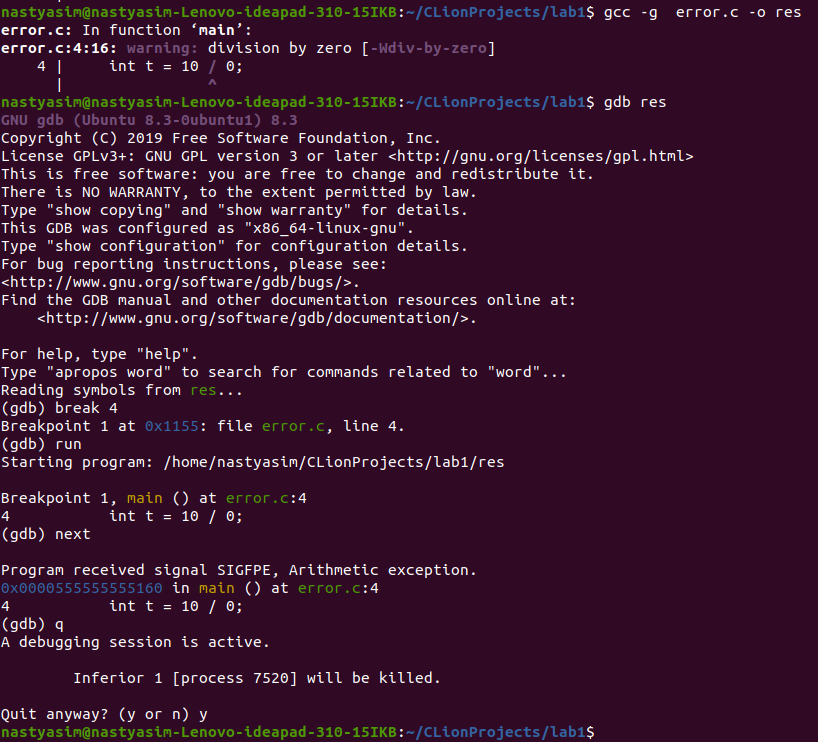 nastyasim@nastyasim-Lenovo-ideapad-310-15IKB:~/CLionProjects/lab1$ gcc -g  error.c -o res
error.c: In function ‘main’:
error.c:4:16: warning: division by zero [-Wdiv-by-zero]
    4 |     int t = 10 / 0;
      |                ^
nastyasim@nastyasim-Lenovo-ideapad-310-15IKB:~/CLionProjects/lab1$ gdb res
GNU gdb (Ubuntu 8.3-0ubuntu1) 8.3
Copyright (C) 2019 Free Software Foundation, Inc.
License GPLv3+: GNU GPL version 3 or later <http://gnu.org/licenses/gpl.html>
This is free software: you are free to change and redistribute it.
There is NO WARRANTY, to the extent permitted by law.
Type "show copying" and "show warranty" for details.
This GDB was configured as "x86_64-linux-gnu".
Type "show configuration" for configuration details.
For bug reporting instructions, please see:
<http://www.gnu.org/software/gdb/bugs/>.
Find the GDB manual and other documentation resources online at:
    <http://www.gnu.org/software/gdb/documentation/>.

For help, type "help".
Type "apropos word" to search for commands related to "word"...
Reading symbols from res...
(gdb) break 4
Breakpoint 1 at 0x1155: file error.c, line 4.
(gdb) run
Starting program: /home/nastyasim/CLionProjects/lab1/res

Breakpoint 1, main () at error.c:4
4           int t = 10 / 0;
(gdb) next

Program received signal SIGFPE, Arithmetic exception.
0x0000555555555160 in main () at error.c:4
4           int t = 10 / 0;
(gdb) q
A debugging session is active.

        Inferior 1 [process 7520] will be killed.

Quit anyway? (y or n) y
nastyasim@nastyasim-Lenovo-ideapad-310-15IKB:~/CLionProjects/lab1$